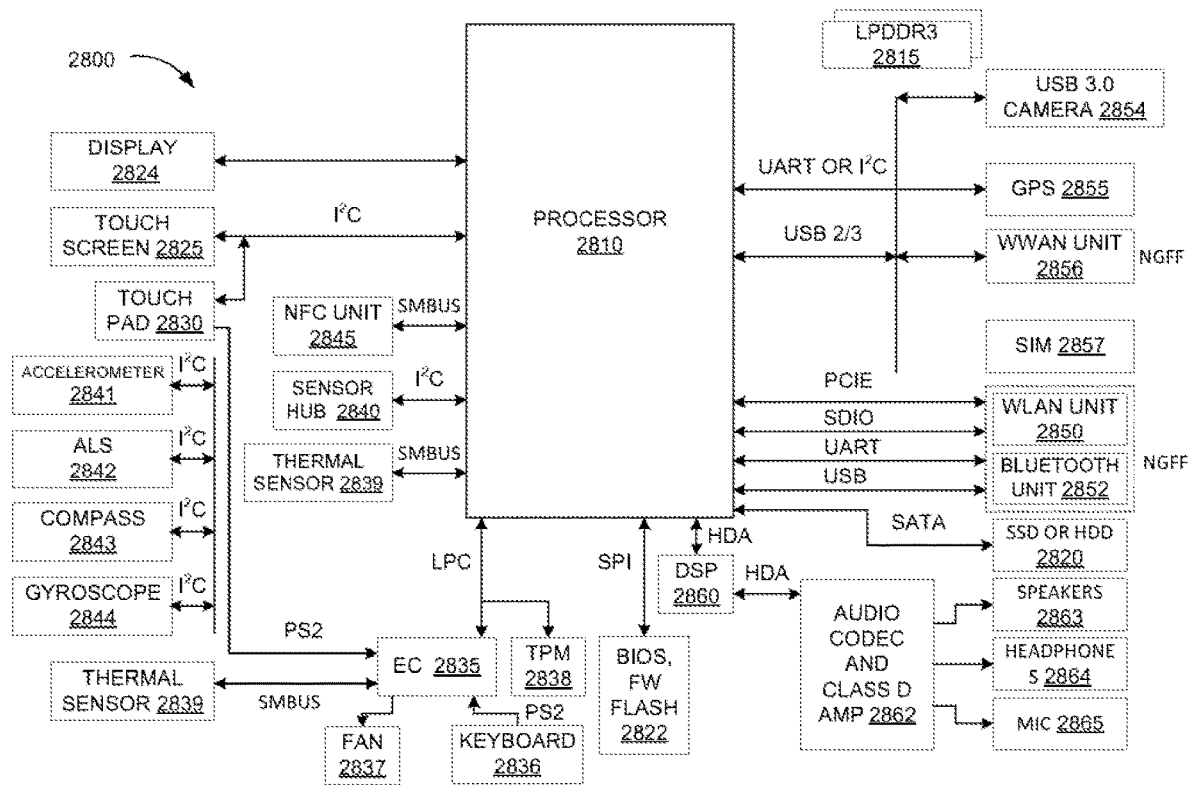 2800
LPDDR3
2815
USB 3.0
CAMERA 2854
DISPLAY
2824
UART OR I²C
GPS 2855
TOUCH
SCREEN 2825
I²C
PROCESSOR
2810
USB 2/3
WWAN UNIT
2856
NGFF
TOUCH
PAD 2830
NFC UNIT
2845
SMBUS
SIM 2857
ACCELEROMETER
2841
I²C
SENSOR
HUB 2840
I²C
PCIE
WLAN UNIT
2850
SDIO
ALS
2842
I²C
THERMAL
SENSOR 2839
SMBUS
UART
BLUETOOTH
UNIT 2852
NGFF
USB
COMPASS
2843
I²C
SATA
SSD OR HDD
2820
LPC
SPI
HDA
DSP
2860
HDA
GYROSCOPE
2844
I²C
AUDIO
CODEC
AND
CLASS D
AMP 2862
SPEAKERS
2863
HEADPHONE
S 2864
MIC 2865
PS2
EC 2835
TPM
2838
BIOS,
FW
FLASH
2822
THERMAL
SENSOR 2839
SMBUS
PS2
FAN
2837
KEYBOARD
2836